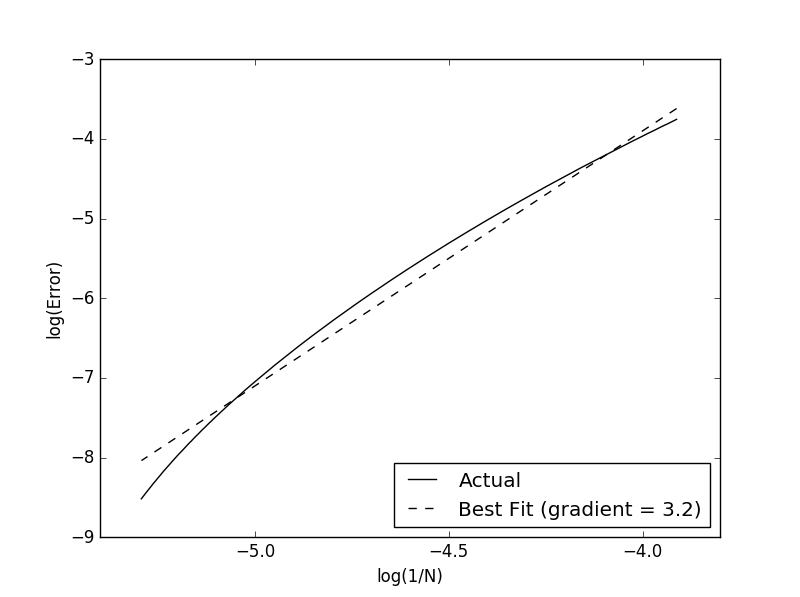 −3
−4
−5
−6
−7
−8
−9
log(Error)
Actual
Best Fit (gradient = 3.2)
−5.0
−4.5
−4.0
log(1/N)